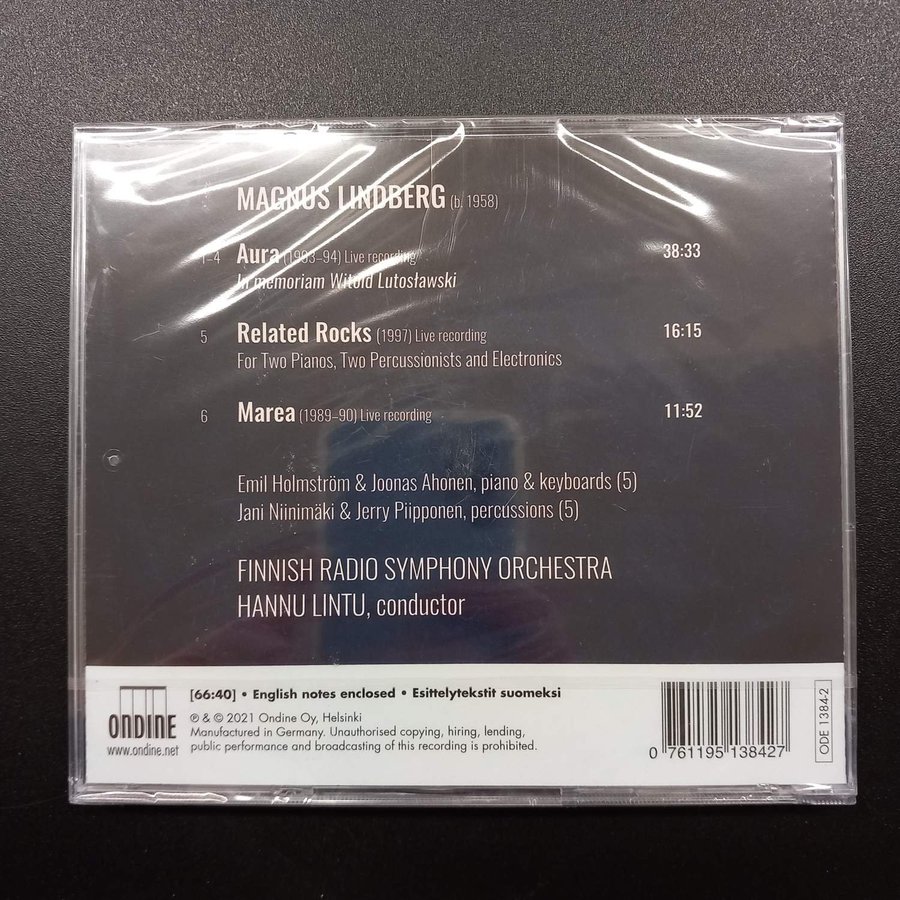 MAGNUS LINDBERG (b. 1958)
1–4 Aura (1993–94) Live recording 38:33
In memoriam Witold Lutosławski
5 Related Rocks (1997) Live recording 16:15
For Two Pianos, Two Percussionists and Electronics
6 Marea (1989–90) Live recording 11:52
Emil Holmström & Joonas Ahonen, piano & keyboards (5)
Jani Niinimäki & Jerry Piipponen, percussions (5)
FINNISH RADIO SYMPHONY ORCHESTRA
HANNU LINTU, conductor
ONDINE
www.ondine.net
[66:40] • English notes enclosed • Esittelytekstit suomeksi
℗ & © 2021 Ondine Oy, Helsinki
Manufactured in Germany. Unauthorised copying, hiring, lending,
public performance and broadcasting of this recording is prohibited.
0 761195 138427
ODE 1384-2